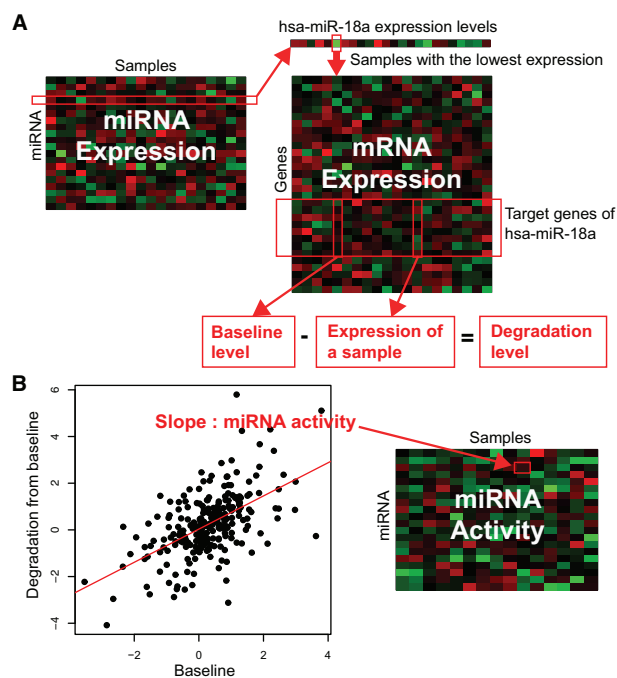 A
hsa-miR-18a expression levels
Samples with the lowest expression
Samples
miRNA
miRNA
Expression
Genes
mRNA
Expression
Target genes of
hsa-miR-18a
Baseline
level
-
Expression of
a sample
=
Degradation
level
B
Slope : miRNA activity
Degradation from baseline
6
4
2
0
−2
−4
−2
0
2
4
Baseline
Samples
miRNA
miRNA
Activity